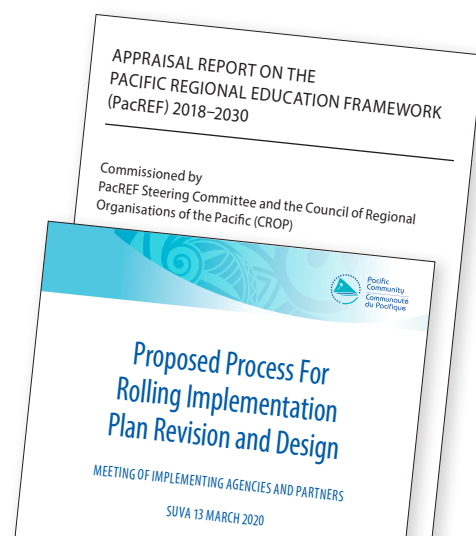 APPRAISAL REPORT ON THE
PACIFIC REGIONAL EDUCATION FRAMEWORK
(PacREF) 2018–2030
Commissioned by
PacREF Steering Committee and the Council of Regional
Organisations of the Pacific (CROP)
Pacific
Community
Communauté
du Pacifique
Proposed Process For
Rolling Implementation
Plan Revision and Design
MEETING OF IMPLEMENTING AGENCIES AND PARTNERS
SUVA 13 MARCH 2020